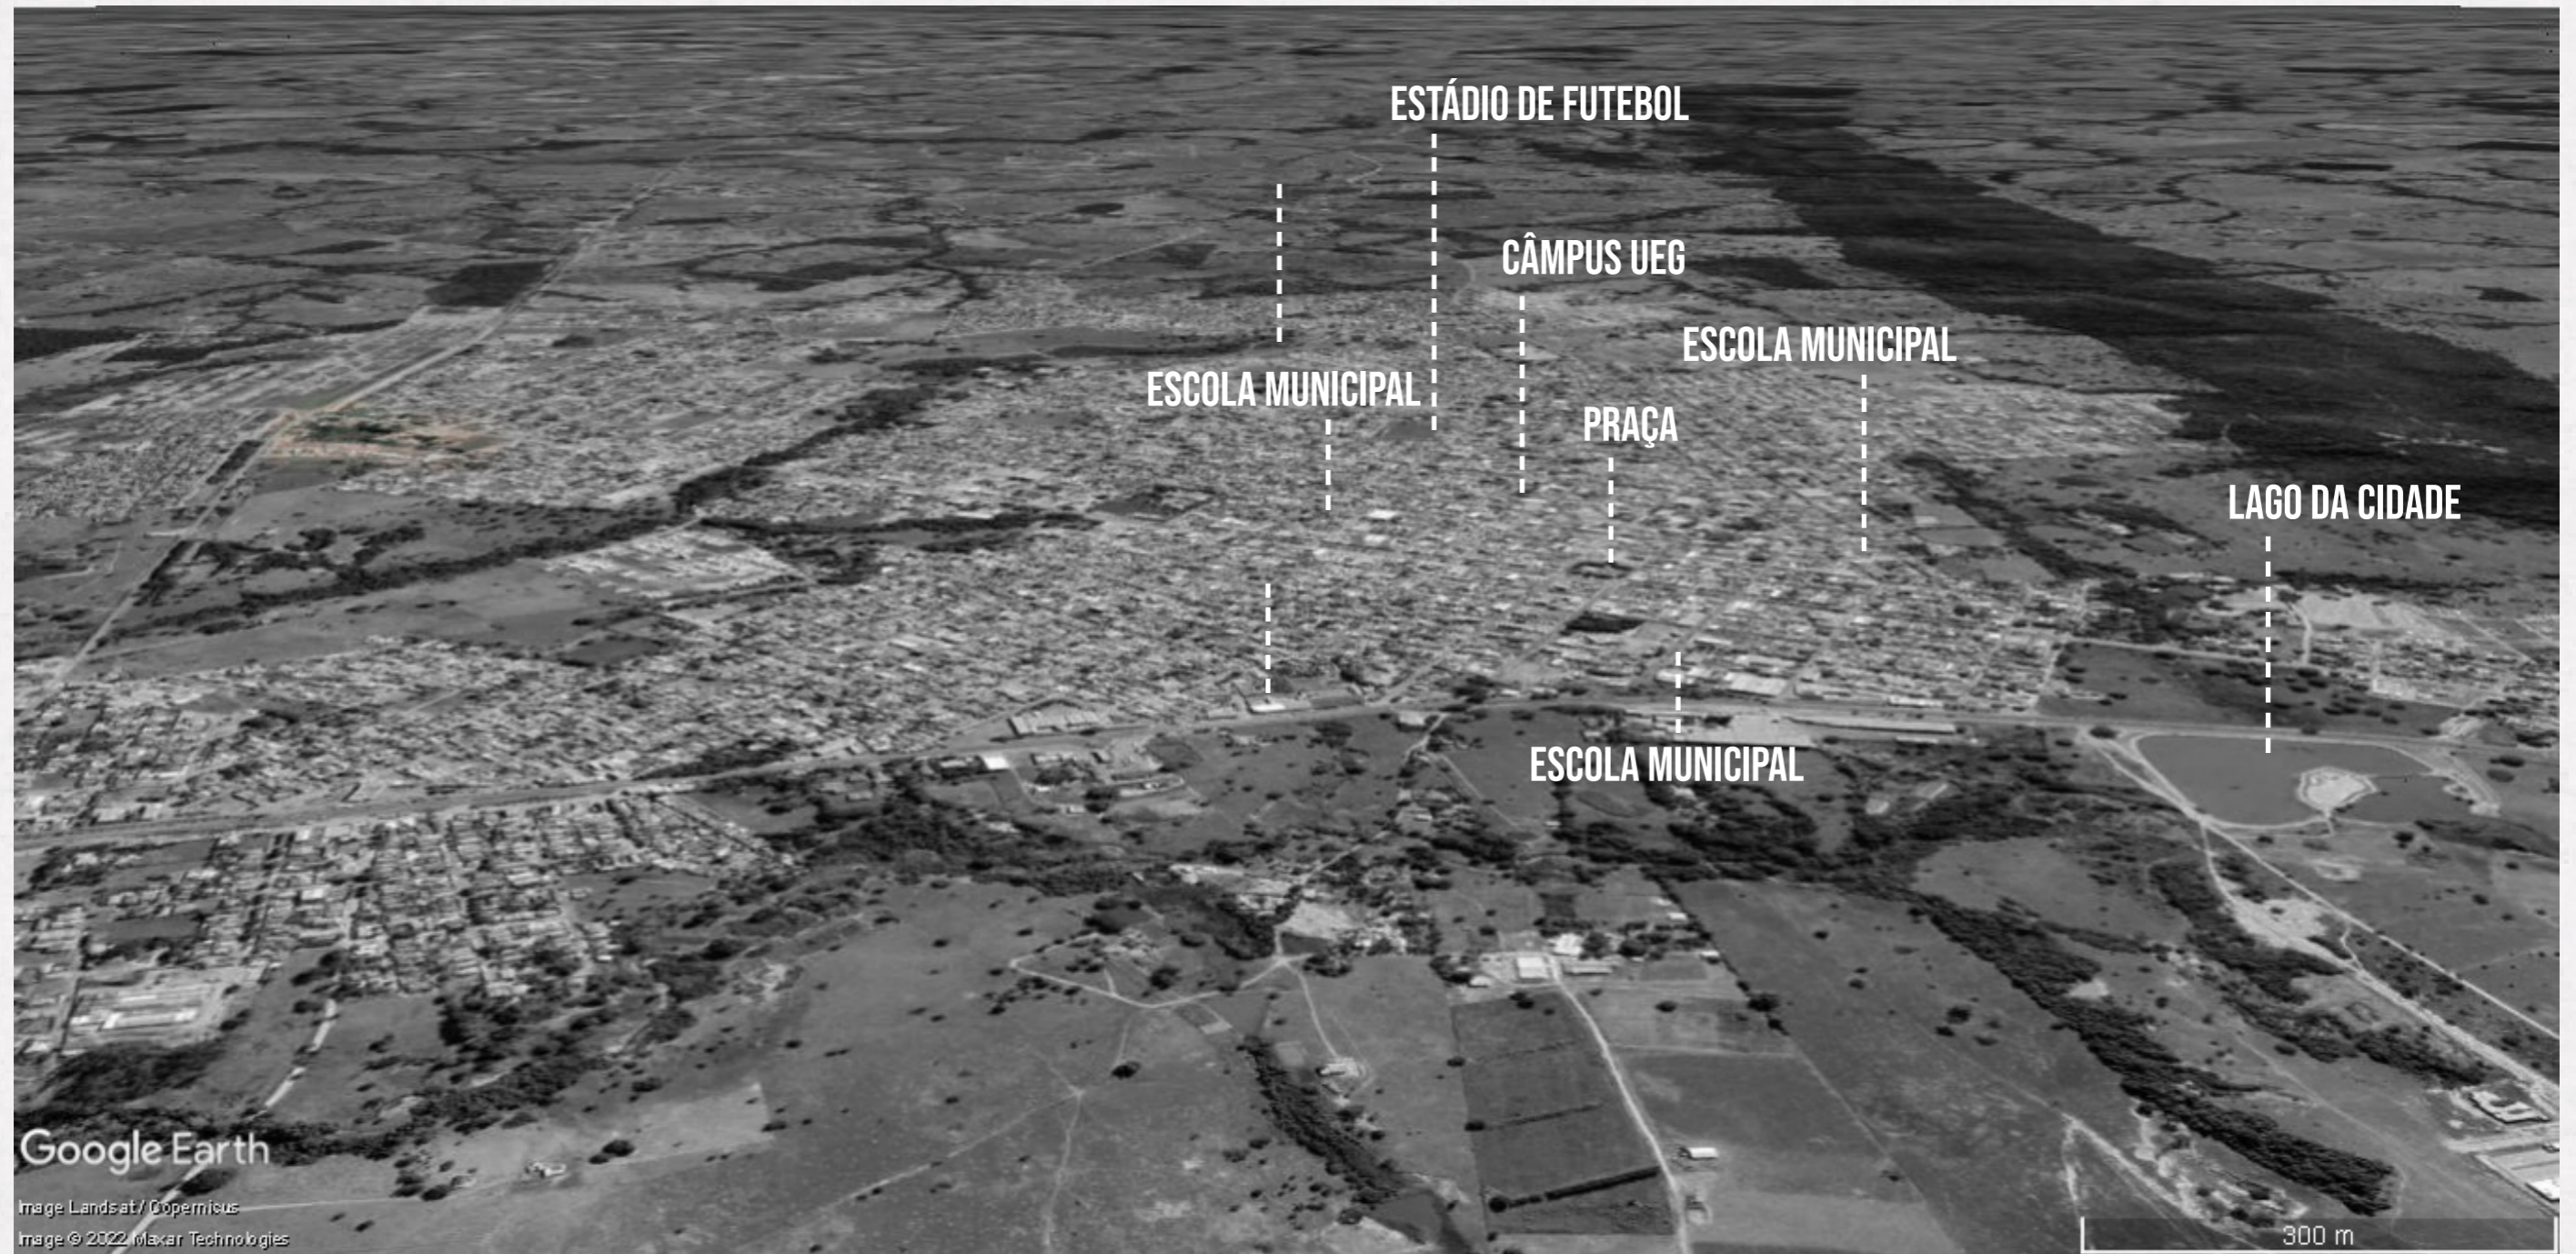 ESTÁDIO DE FUTEBOL
CÂMPUS UEG
ESCOLA MUNICIPAL
ESCOLA MUNICIPAL
PRAÇA
LAGO DA CIDADE
ESCOLA MUNICIPAL
Google Earth
Image Landsat / Copernicus
Image © 2022 Maxar Technologies
300 m